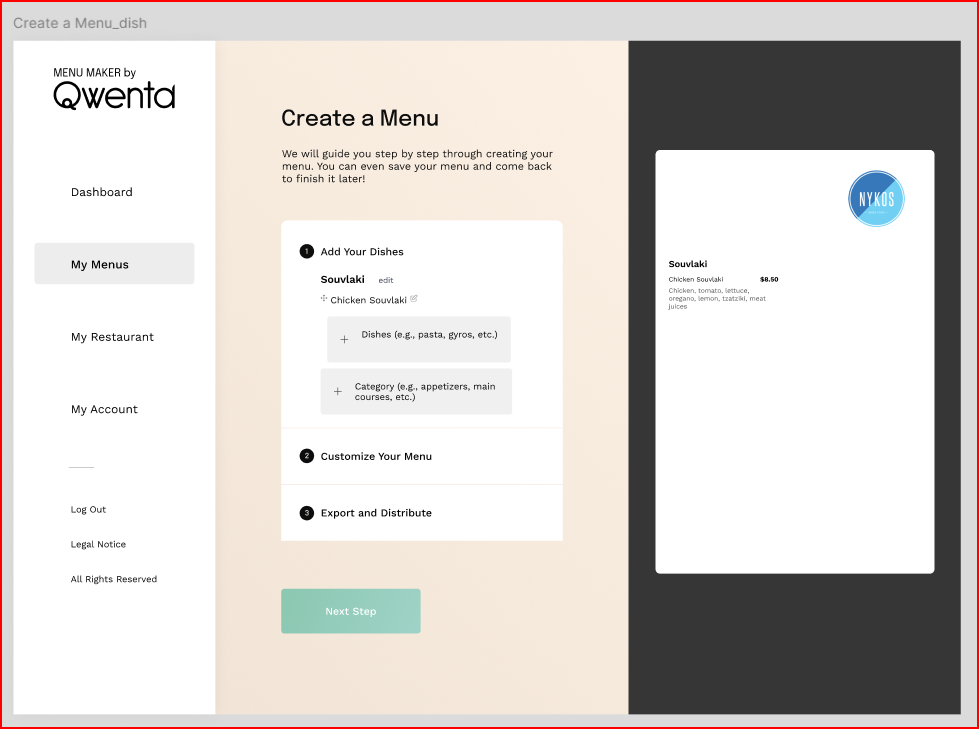 Create a Menu_dish
MENU MAKER by
Qwenta
Dashboard
My Menus
My Restaurant
My Account
Log Out
Legal Notice
All Rights Reserved
Create a Menu
We will guide you step by step through creating your
menu. You can even save your menu and come back
to finish it later!
1 Add Your Dishes
Souvlaki edit
Chicken Souvlaki
+ Dishes (e.g., pasta, gyros, etc.)
+ Category (e.g., appetizers, main
courses, etc.)
2 Customize Your Menu
3 Export and Distribute
Next Step
NYKOS
Souvlaki
Chicken Souvlaki $8.50
Chicken, tomato, lettuce,
oregano, lemon, tzatziki, meat
juices